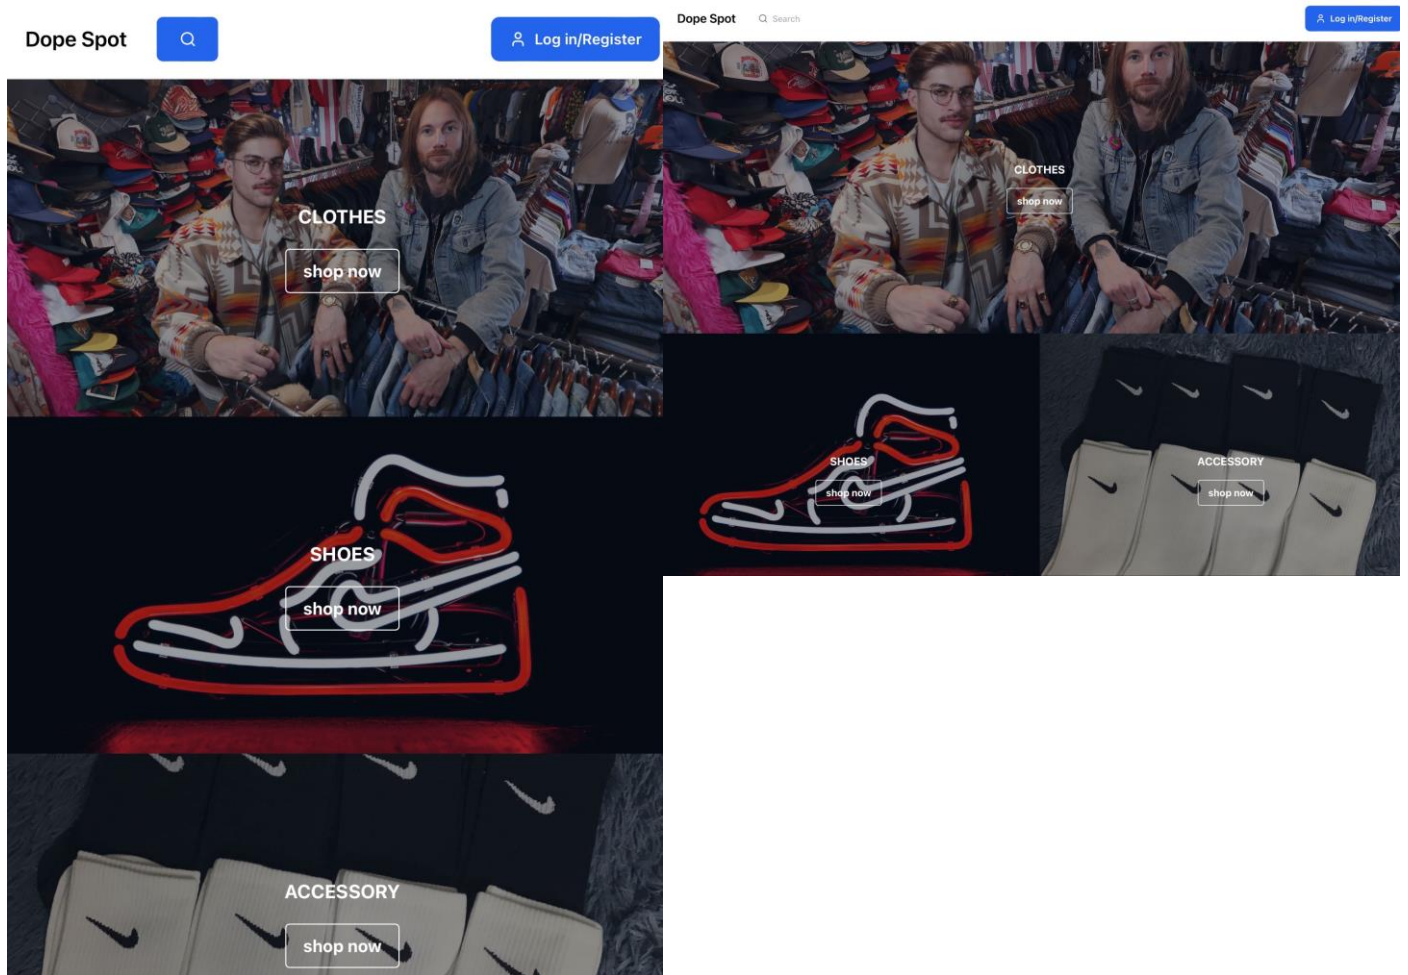 Dope Spot
Log in/Register
CLOTHES
shop now
SHOES
shop now
ACCESSORY
shop now
Dope Spot
Search
Log in/Register
CLOTHES
shop now
SHOES
shop now
ACCESSORY
shop now